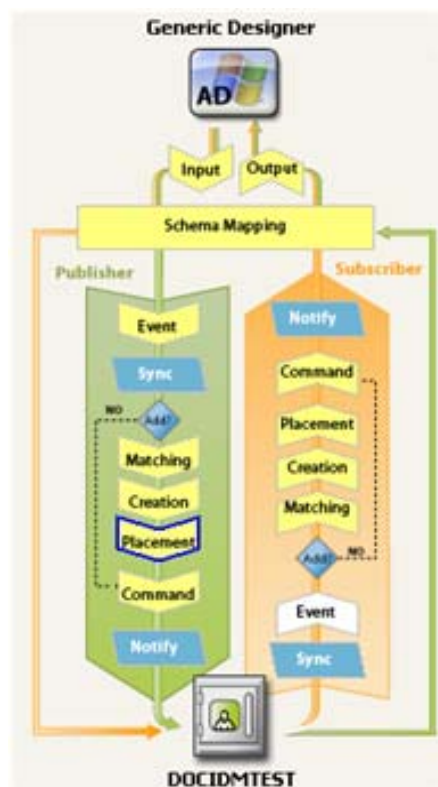 Generic Designer
AD
Input
Output
Schema Mapping
Publisher
Subscriber
Event
Sync
Add?
NO
Matching
Creation
Placement
Command
Notify
Notify
Command
Placement
Creation
Matching
Add?
NO
Event
Sync
DOCIDMTEST